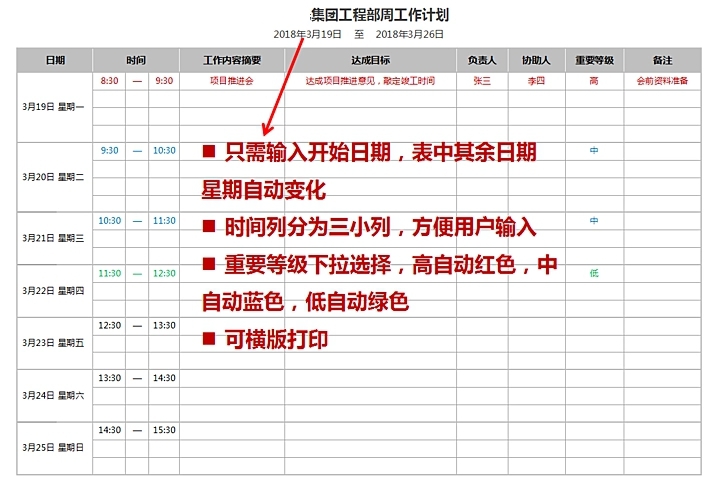 集团工程部周工作计划
2018年3月19日 至 2018年3月26日
日期 时间 工作内容摘要 达成目标 负责人 协助人 重要等级 备注
3月19日 星期一 8:30 — 9:30 项目推进会 达成项目推进意见，敲定竣工时间 张三 李四 高 会前资料准备
3月20日 星期二 9:30 — 10:30 中
■ 只需输入开始日期，表中其余日期
星期自动变化
3月21日 星期三 10:30 — 11:30 中
■ 时间列分为三小列，方便用户输入
■ 重要等级下拉选择，高自动红色，中
3月22日 星期四 11:30 — 12:30 低
自动蓝色，低自动绿色
3月23日 星期五 12:30 — 13:30
■ 可横版打印
3月24日 星期六 13:30 — 14:30
3月25日 星期日 14:30 — 15:30